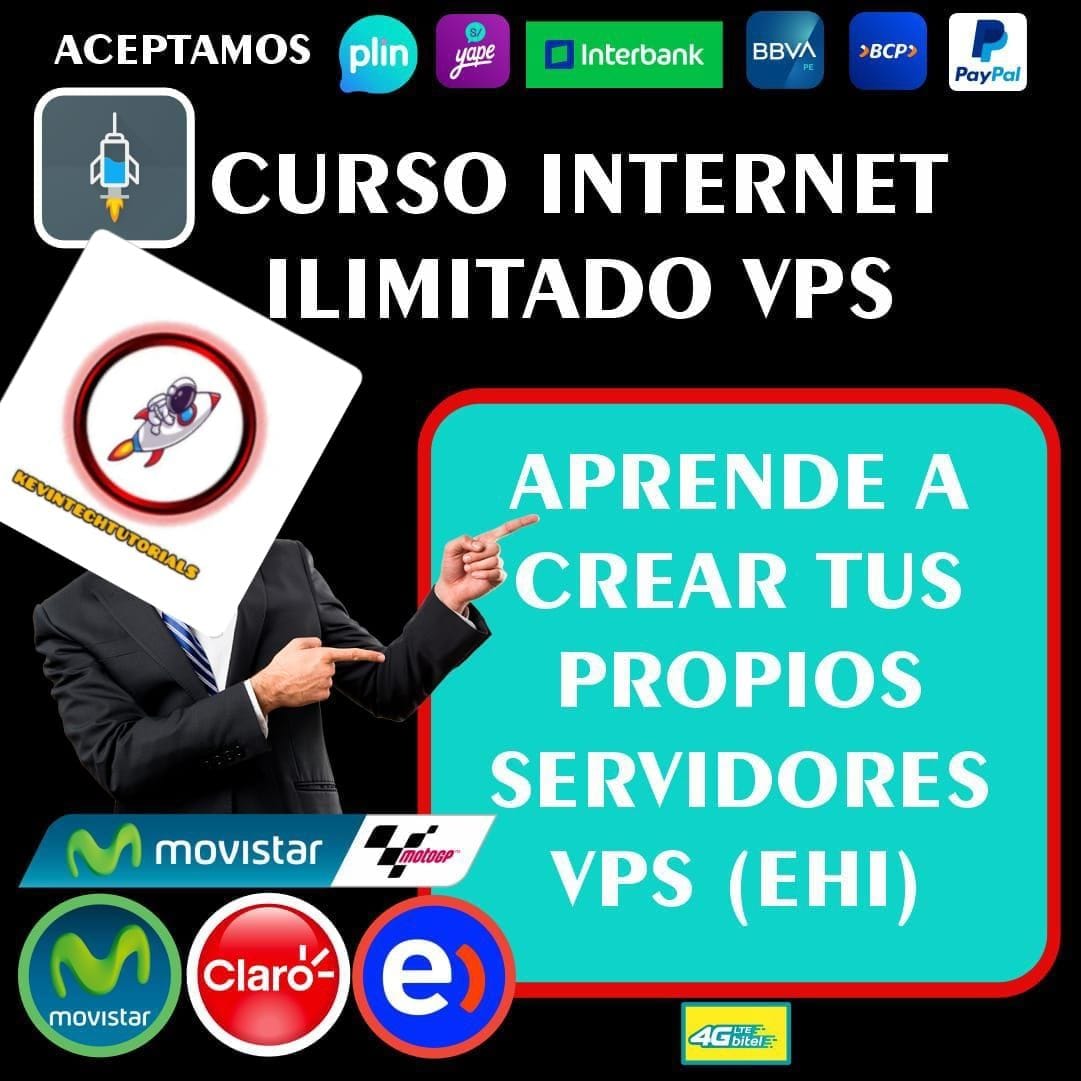 ACEPTAMOS
plin
S/
yape
Interbank
BBVA
PE
BCP
PayPal
CURSO INTERNET
ILIMITADO VPS
KEVINTECHTUTORIALS
APRENDE A
CREAR TUS
PROPIOS
SERVIDORES
VPS (EHI)
movistar
motoGP™
movistar
Claro
e
4G LTE
bitel